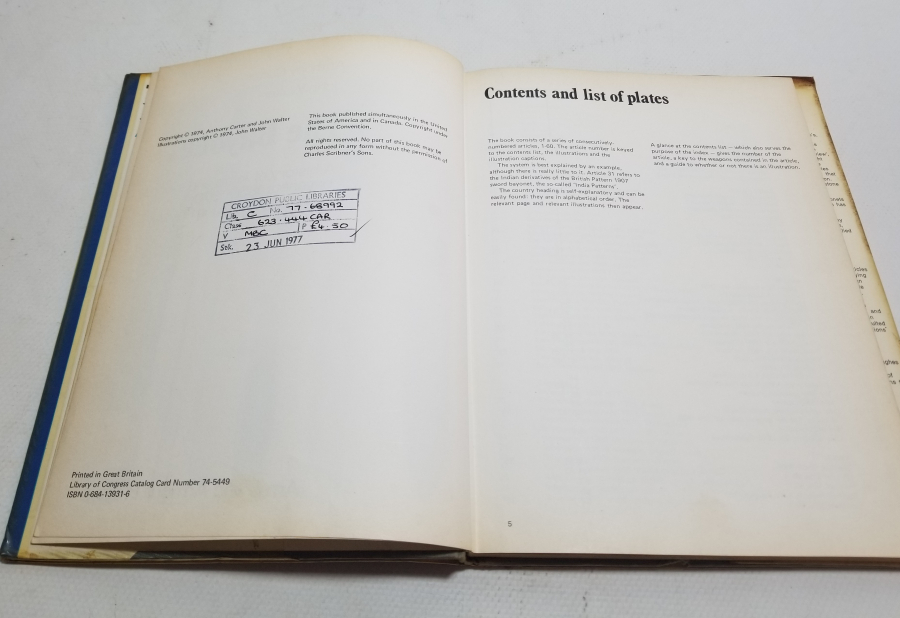 Copyright © 1974, Anthony Carter and John Walter
Illustrations copyright © 1974, John Walter
This book published simultaneously in the United
States of America and in Canada. Copyright under
the Berne Convention.
All rights reserved. No part of this book may be
reproduced in any form without the permission of
Charles Scribner's Sons.
CROYDON PUBLIC LIBRARIES
Lib. C No. 77-68992
Class 623.444 CAR
V MBC P £4.50
Stk. 23 JUN 1977
Printed in Great Britain
Library of Congress Catalog Card Number 74-5449
ISBN 0-684-13931-6
Contents and list of plates
The book consists of a series of consecutively-
numbered articles, 1:60. The article number is keyed
to the contents list, the illustrations and the
illustration captions.
The system is best explained by an example,
although there is really little to it. Article 31 refers to
the Indian derivatives of the British Pattern 1907
sword bayonet, the so-called 'India Patterns'.
The country heading is self-explanatory and can be
easily found: they are in alphabetical order. The
relevant page and relevant illustrations then appear.
A glance at the contents list — which also serves the
purpose of the index — gives the number of the
article, a key to the weapons contained in the article,
and a guide to whether or not there is an illustration.
5